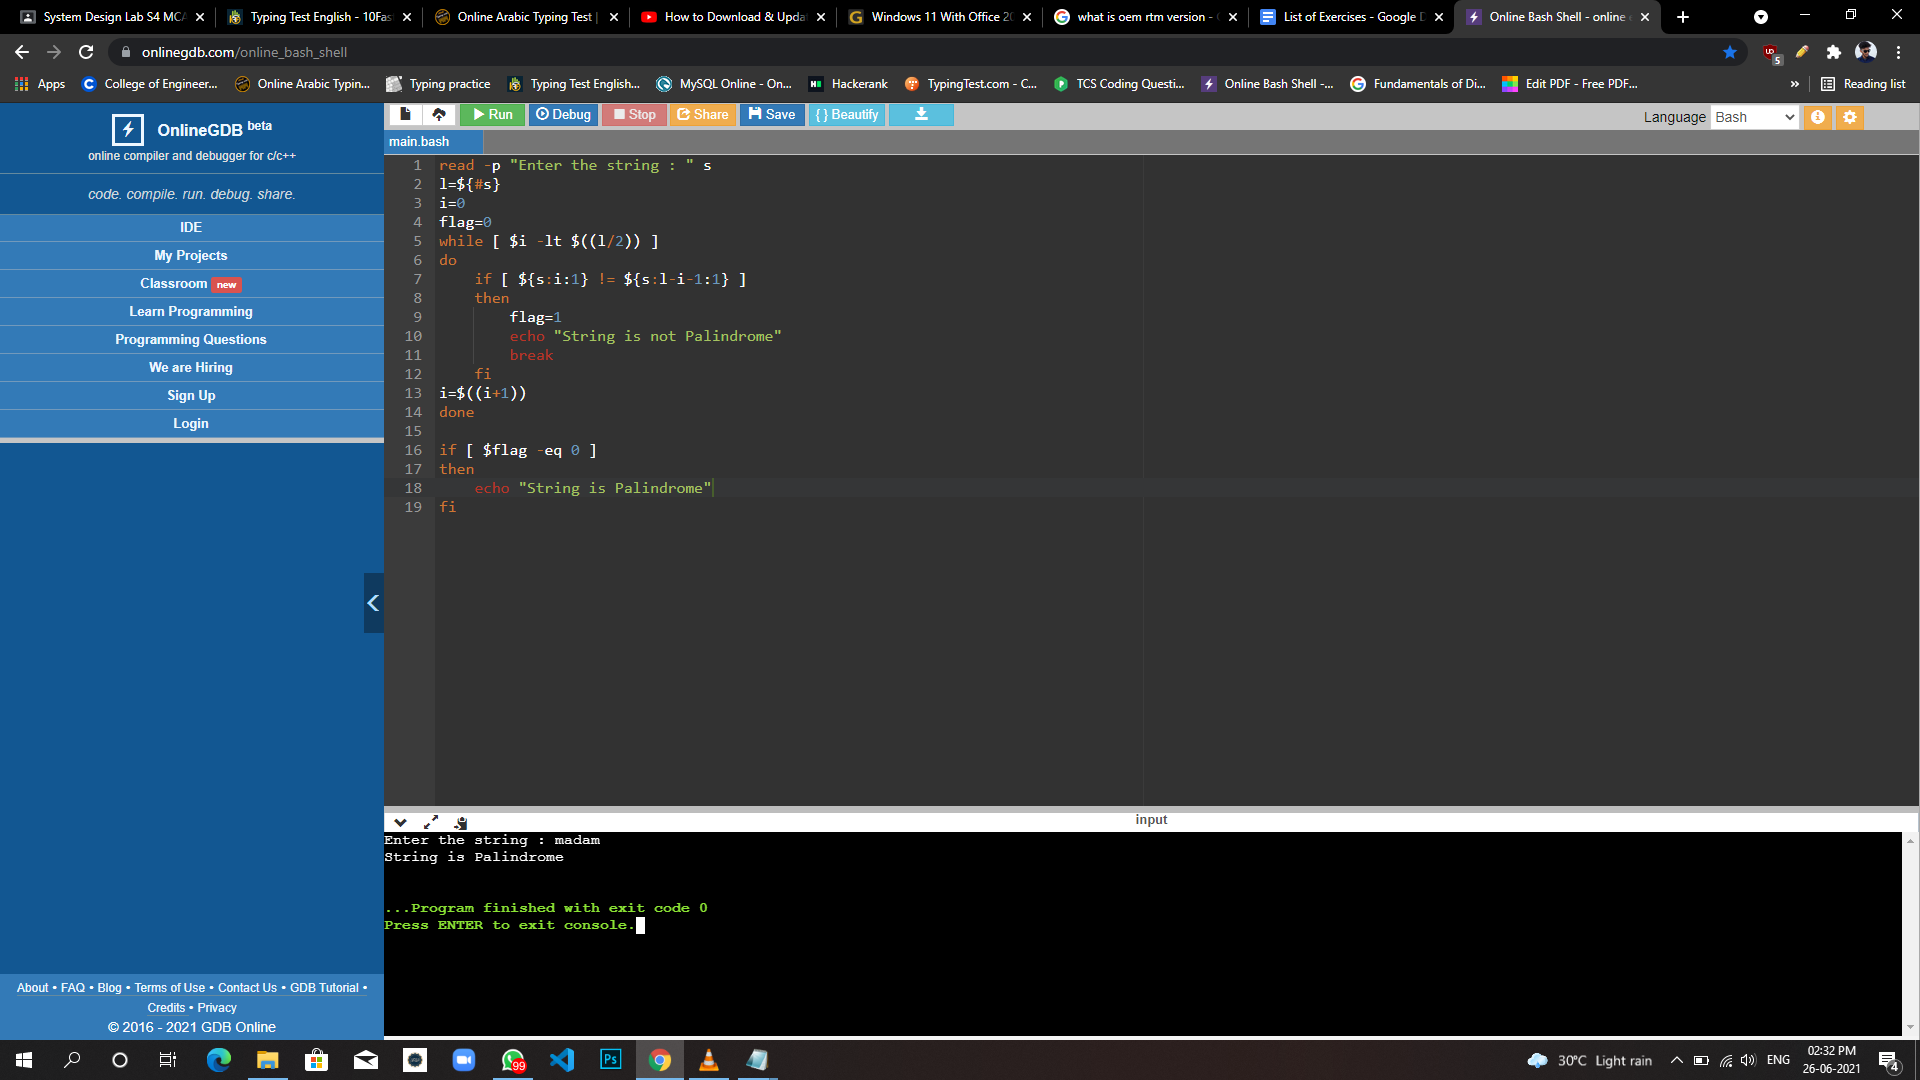 System Design Lab S4 MCA
Typing Test English - 10Fas
Online Arabic Typing Test |
How to Download & Upda
Windows 11 With Office 20
what is oem rtm version -
List of Exercises - Google D
Online Bash Shell - online
onlinegdb.com/online_bash_shell
5
Apps
College of Engineer...
Online Arabic Typin...
Typing practice
Typing Test English...
MySQL Online - On...
Hackerank
TypingTest.com - C...
TCS Coding Questi...
Online Bash Shell -...
Fundamentals of Di...
Edit PDF - Free PDF...
»
Reading list
OnlineGDB beta
online compiler and debugger for c/c++
code. compile. run. debug. share.
IDE
My Projects
Classroom new
Learn Programming
Programming Questions
We are Hiring
Sign Up
Login
About • FAQ • Blog • Terms of Use • Contact Us • GDB Tutorial •
Credits • Privacy
© 2016 - 2021 GDB Online
Run Debug Stop Share Save { } Beautify
Language Bash
main.bash
1 read -p "Enter the string : " s
2 l=${#s}
3 i=0
4 flag=0
5 while [ $i -lt $((l/2)) ]
6 do
7 if [ ${s:i:1} != ${s:l-i-1:1} ]
8 then
9 flag=1
10 echo "String is not Palindrome"
11 break
12 fi
13 i=$((i+1))
14 done
15
16 if [ $flag -eq 0 ]
17 then
18 echo "String is Palindrome"
19 fi
input
Enter the string : madam
String is Palindrome
...Program finished with exit code 0
Press ENTER to exit console.
99
Ps
30°C Light rain
ENG
02:32 PM
26-06-2021
4